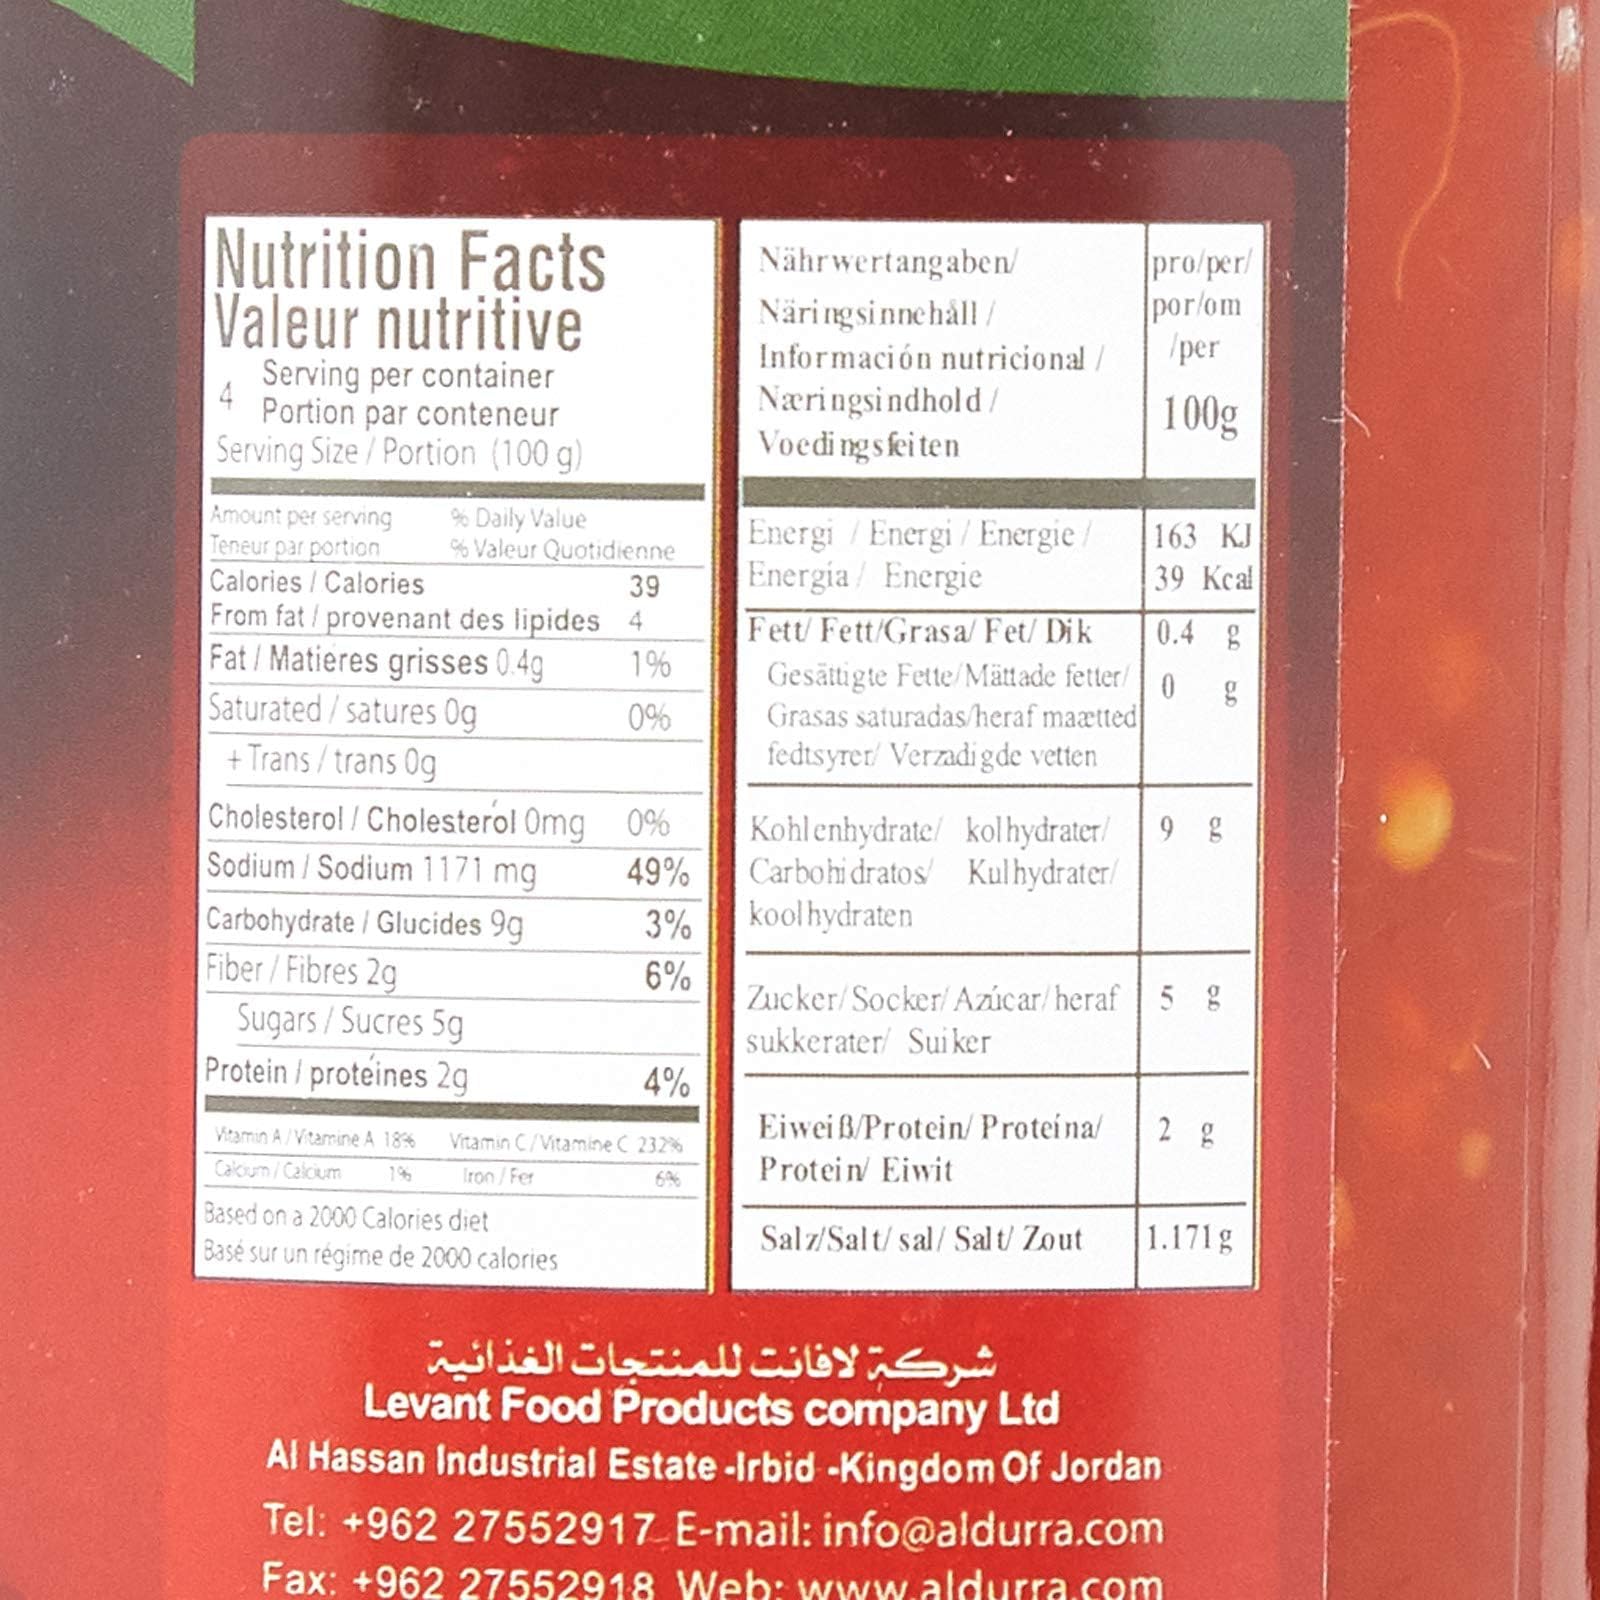 Nutrition Facts
Valeur nutritive
4 Serving per container
Portion par conteneur
Serving Size / Portion (100 g)
Amount per serving % Daily Value
Teneur par portion % Valeur Quotidienne
Calories / Calories 39
From fat / provenant des lipides 4
Fat / Matières grisses 0.4g 1%
Saturated / satures 0g 0%
+ Trans / trans 0g
Cholesterol / Cholesteról 0mg 0%
Sodium / Sodium 1171 mg 49%
Carbohydrate / Glucides 9g 3%
Fiber / Fibres 2g 6%
Sugars / Sucres 5g
Protein / protéines 2g 4%
Vitamin A / Vitamine A 18% Vitamin C / Vitamine C 232%
Calcium / Calcium 1% Iron / Fer 6%
Based on a 2000 Calories diet
Basé sur un régime de 2000 calories
Nährwertangaben/ pro/per/
Näringsinnehåll / por/om
Información nutricional / /per
Næringsindhold / 100g
Voedingsfeiten
Energi / Energi / Energie / 163 KJ
Energía / Energie 39 Kcal
Fett/ Fett/Grasa/ Fet/ Dik 0.4 g
Gesättigte Fette/Mättade fetter/ 0 g
Grasas saturadas/heraf maætted
fedtsyrer/ Verzadigde vetten
Kohlenhydrate/ kolhydrater/ 9 g
Carbohidratos/ Kulhydrater/
koolhydraten
Zucker/Socker/Azúcar/heraf 5 g
sukkerater/ Suiker
Eiweiß/Protein/ Proteína/ 2 g
Protein/ Eiwit
Salz/Salt/ sal/ Salt/ Zout 1.171g
شركة لافانت للمنتجات الغذائية
Levant Food Products company Ltd
Al Hassan Industrial Estate -Irbid -Kingdom Of Jordan
Tel: +962 27552917 E-mail: info@aldurra.com
Fax: +962 27552918 Web: www.aldurra.com